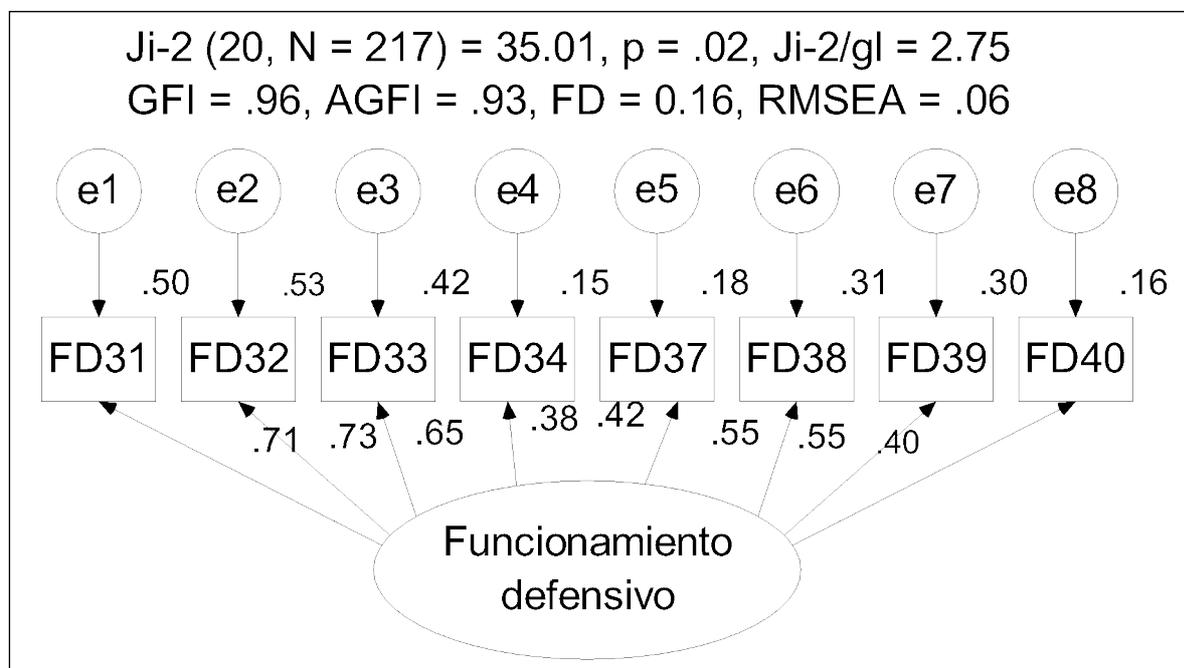 Ji-2 (20, N = 217) = 35.01, p = .02, Ji-2/gl = 2.75
GFI = .96, AGFI = .93, FD = 0.16, RMSEA = .06
e1 e2 e3 e4 e5 e6 e7 e8
.50 .53 .42 .15 .18 .31 .30 .16
FD31 FD32 FD33 FD34 FD37 FD38 FD39 FD40
.71 .73 .65 .38 .42 .55 .55 .40
Funcionamiento
defensivo